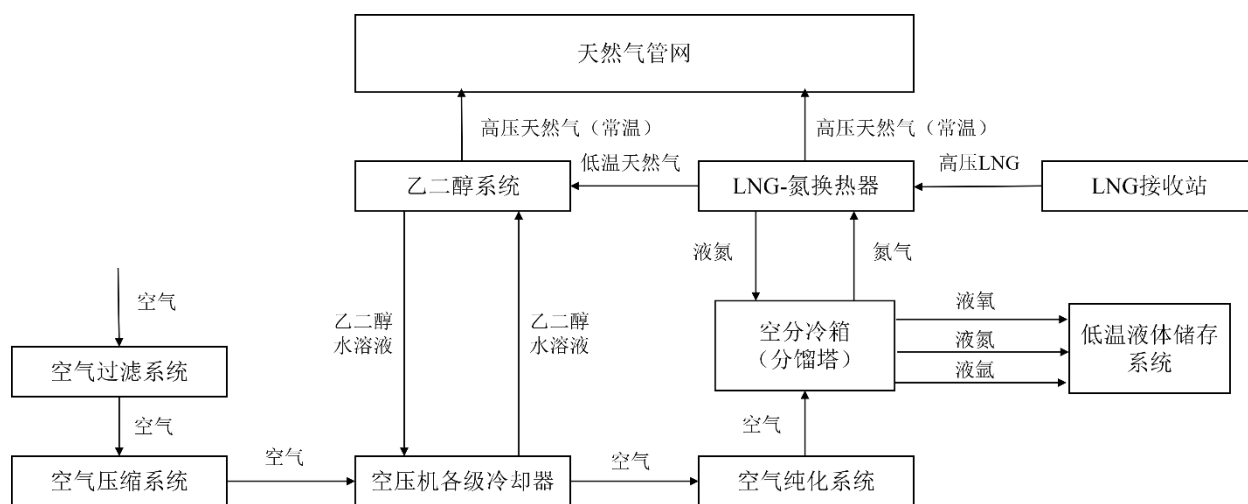 天然气管网
高压天然气（常温）
高压天然气（常温）
低温天然气
高压LNG
乙二醇系统
LNG-氮换热器
LNG接收站
液氮
氮气
空气
乙二醇
水溶液
乙二醇
水溶液
空分冷箱
（分馏塔）
液氧
液氮
液氩
低温液体储存
系统
空气过滤系统
空气
空气
空气
空气
空气压缩系统
空压机各级冷却器
空气纯化系统